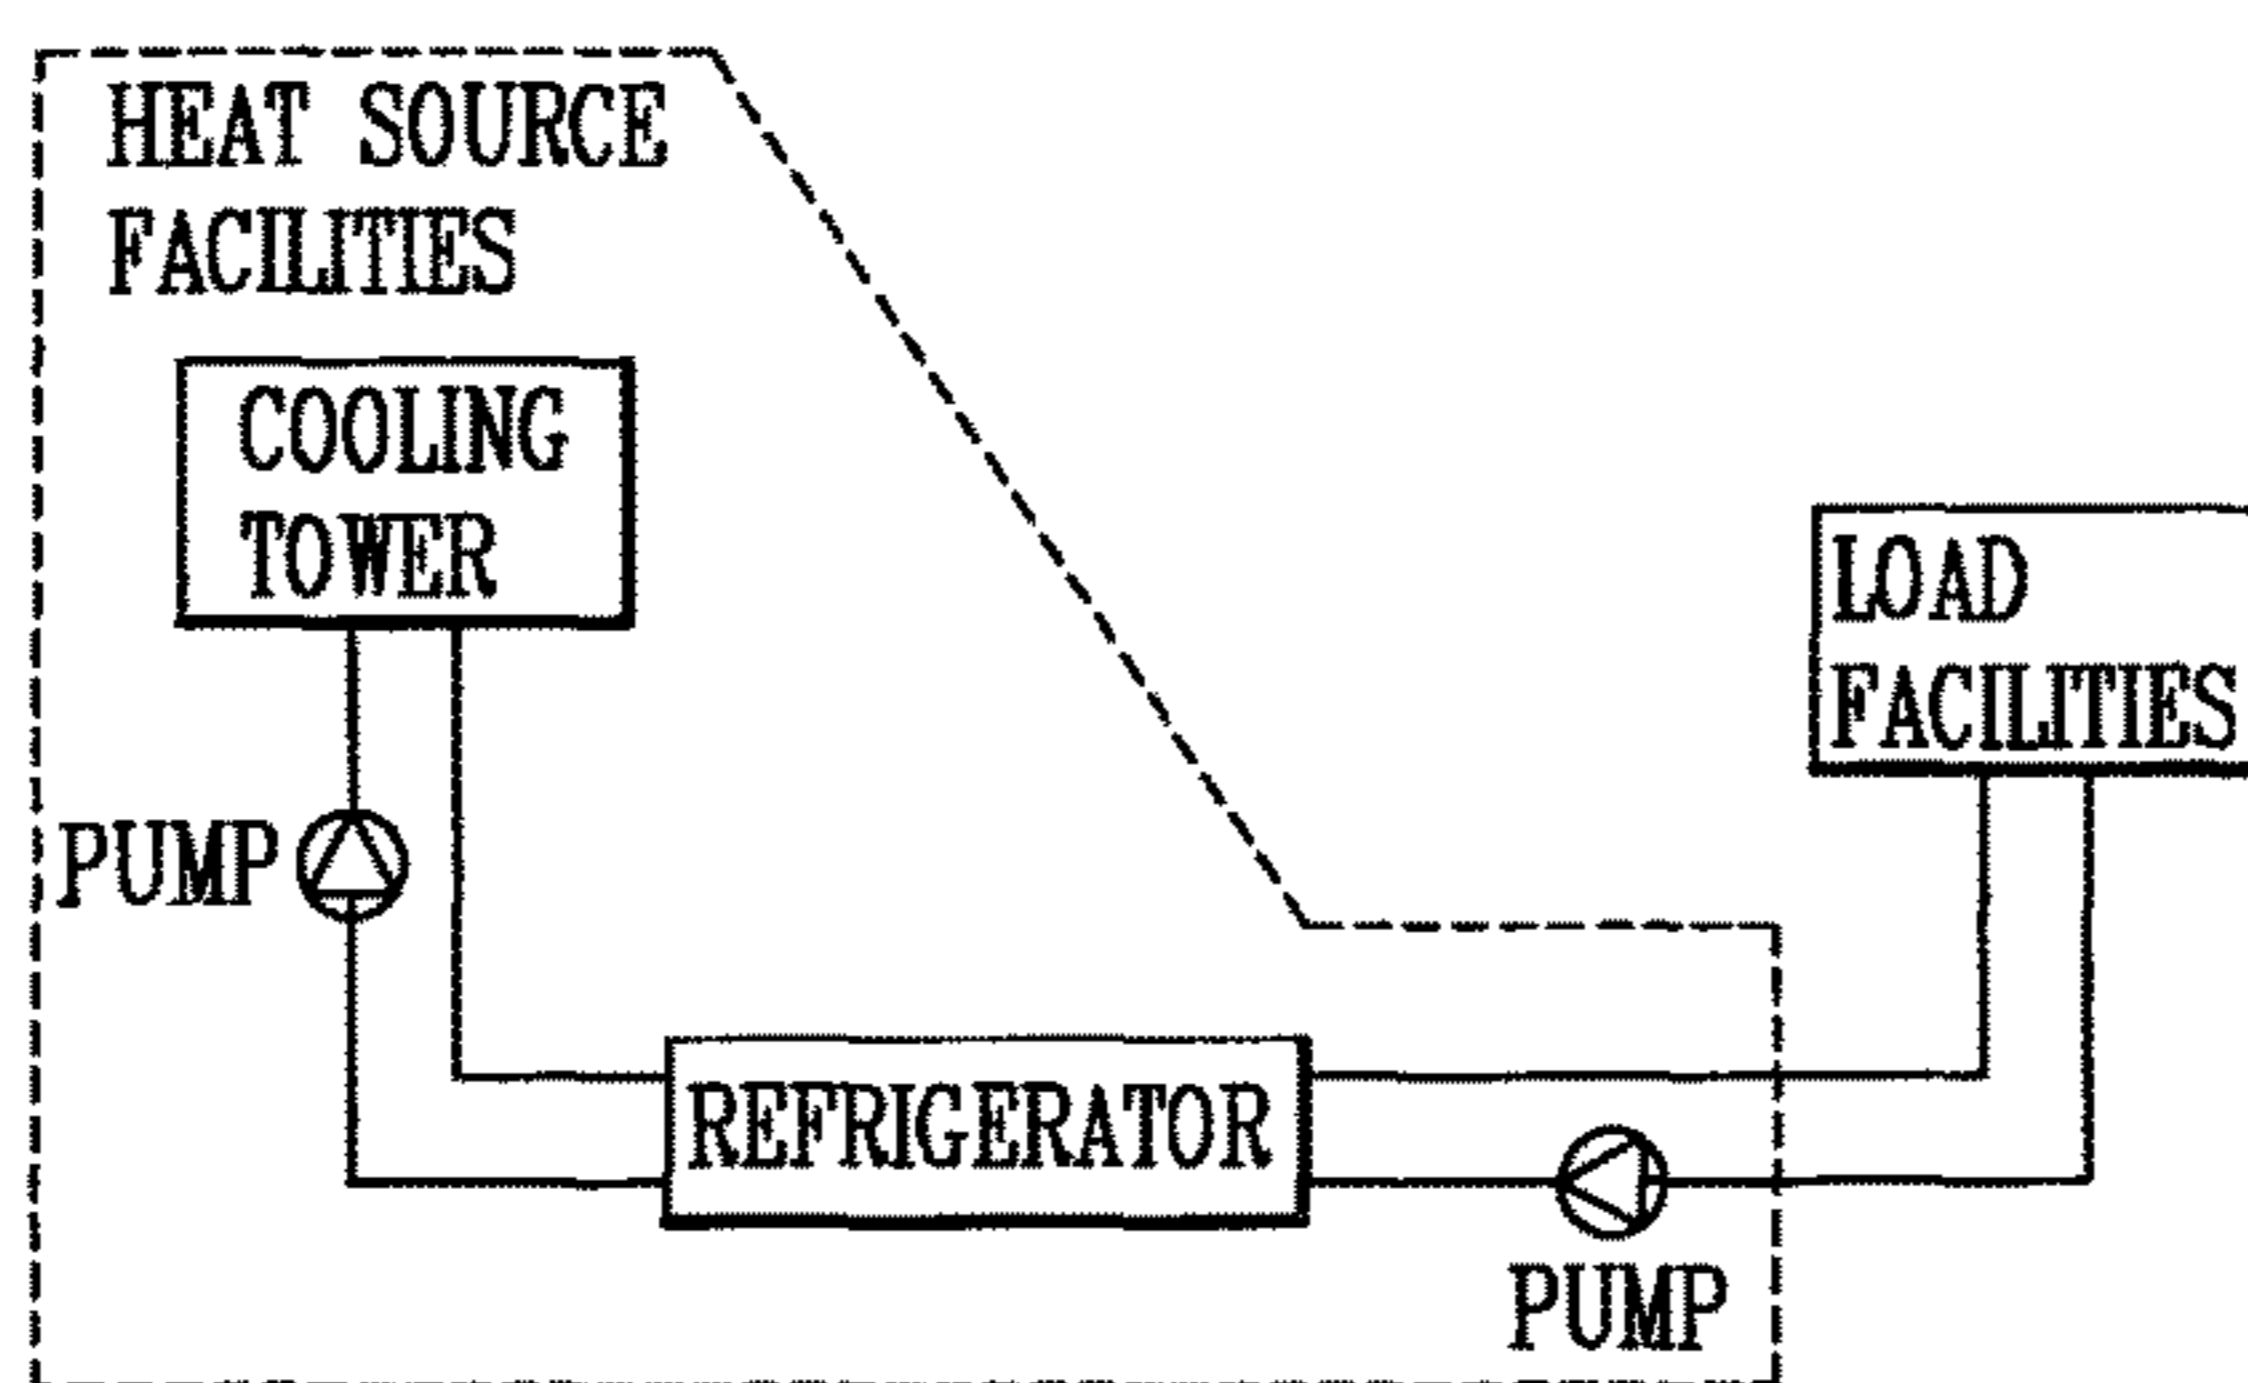 HEAT SOURCE
FACILITIES
COOLING
TOWER
LOAD
FACILITIES
PUMP
REFRIGERATOR
PUMP